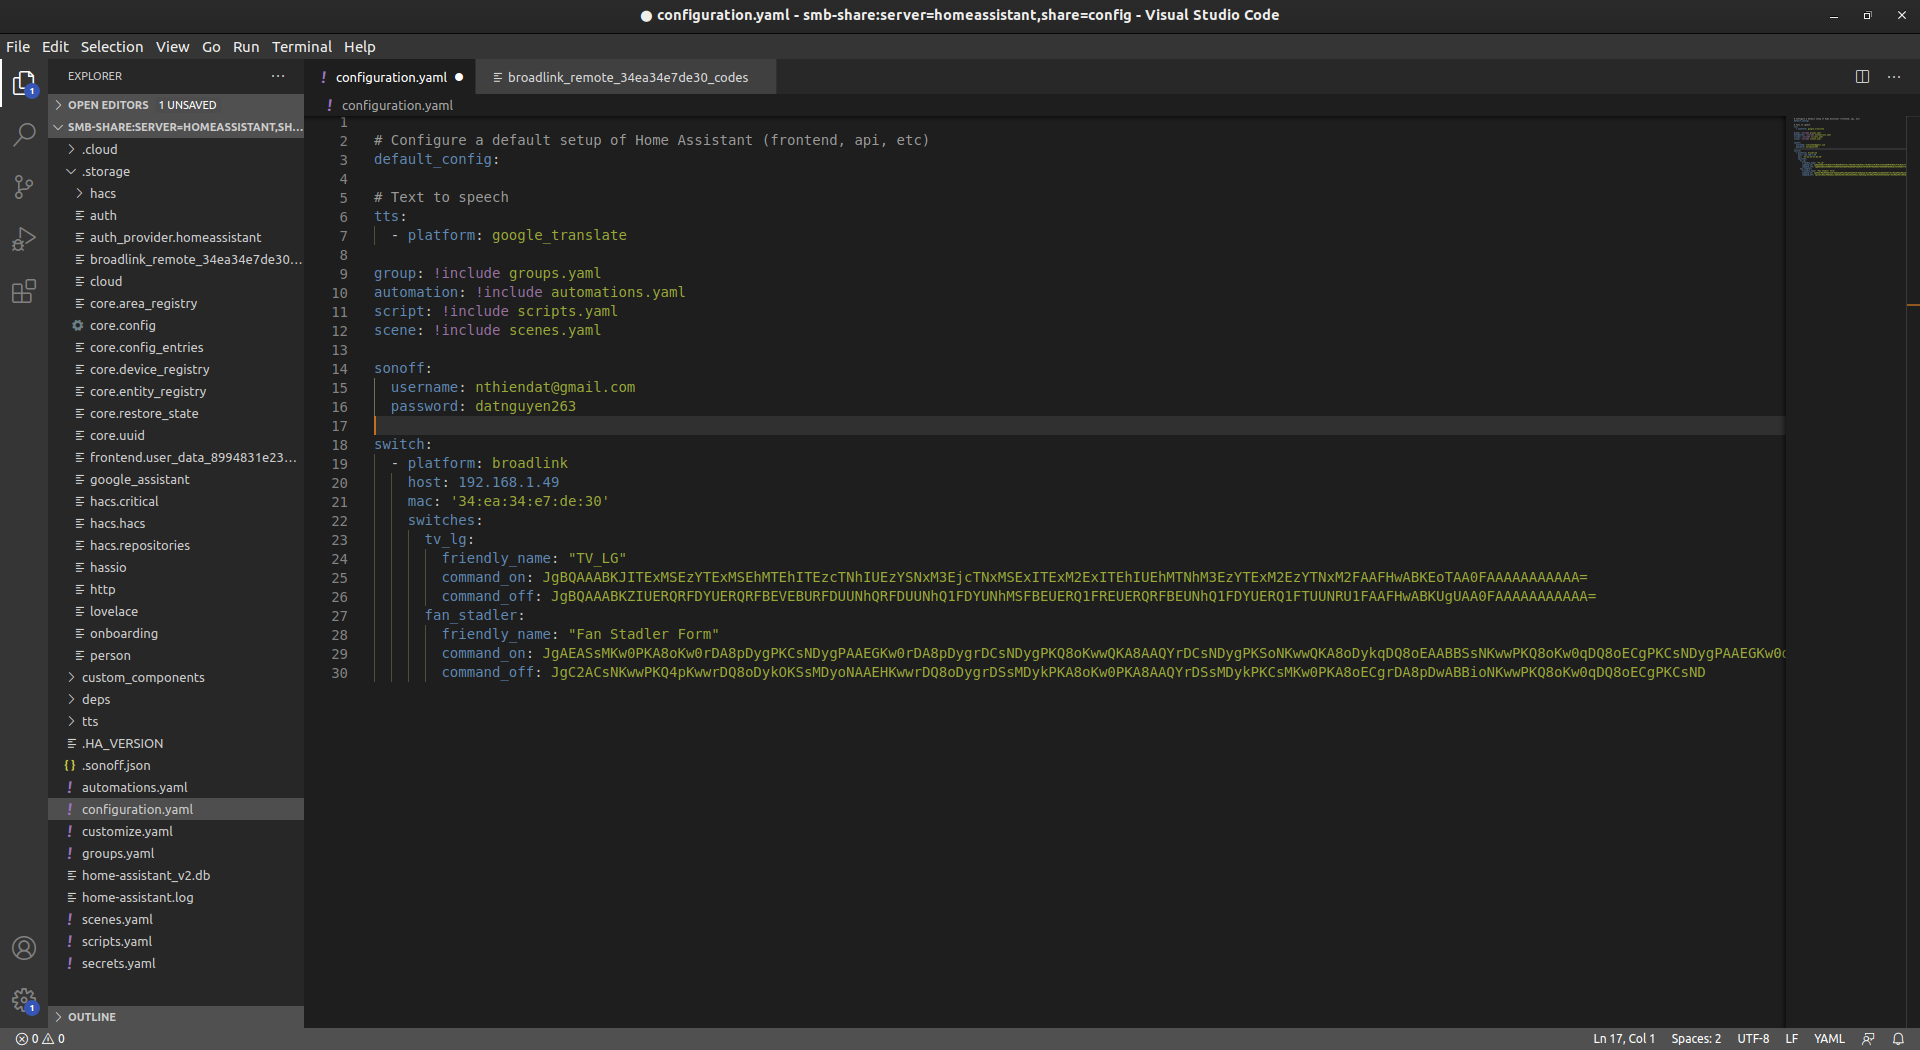 configuration.yaml - smb-share:server=homeassistant,share=config - Visual Studio Code
File Edit Selection View Go Run Terminal Help
EXPLORER
OPEN EDITORS 1 UNSAVED
SMB-SHARE:SERVER=HOMEASSISTANT,SH...
.cloud
.storage
hacs
auth
auth_provider.homeassistant
broadlink_remote_34ea34e7de30...
cloud
core.area_registry
core.config
core.config_entries
core.device_registry
core.entity_registry
core.restore_state
core.uuid
frontend.user_data_8994831e23...
google_assistant
hacs.critical
hacs.hacs
hacs.repositories
hassio
http
lovelace
onboarding
person
custom_components
deps
tts
.HA_VERSION
.sonoff.json
automations.yaml
configuration.yaml
customize.yaml
groups.yaml
home-assistant_v2.db
home-assistant.log
scenes.yaml
scripts.yaml
secrets.yaml
OUTLINE
configuration.yaml
broadlink_remote_34ea34e7de30_codes
configuration.yaml
1
2 # Configure a default setup of Home Assistant (frontend, api, etc)
3 default_config:
4
5 # Text to speech
6 tts:
7 - platform: google_translate
8
9 group: !include groups.yaml
10 automation: !include automations.yaml
11 script: !include scripts.yaml
12 scene: !include scenes.yaml
13
14 sonoff:
15 username: nthiendat@gmail.com
16 password: datnguyen263
17
18 switch:
19 - platform: broadlink
20 host: 192.168.1.49
21 mac: '34:ea:34:e7:de:30'
22 switches:
23 tv_lg:
24 friendly_name: "TV_LG"
25 command_on: JgBQAAABKJITExMSEzYTExMSEhMTEhITEzcTNhIUEzYSNxM3EjcTNxMSExITExM2ExITEhIUEhMTNhM3EzYTExM2EzYTNxM2FAAFHwABKEoTAA0FAAAAAAAAAAA=
26 command_off: JgBQAAABKZIUERQRFDYUERQRFBEVEBURFDUUNhQRFDUUNhQ1FDYUNhMSFBEUERQ1FREUERQRFBEUNhQ1FDYUERQ1FTUUNRU1FAAFHwABKUgUAA0FAAAAAAAAAAA=
27 fan_stadler:
28 friendly_name: "Fan Stadler Form"
29 command_on: JgAEASsMKw0PKA8oKw0rDA8pDygPKCsNDygPAAEGKw0rDA8pDygrDCsNDygPKQ8oKwwQKA8AAQYrDCsNDygPKSoNKwwQKA8oDykqDQ8oEAABBSsNKwwPKQ8oKw0qDQ8oECgPKCsNDygPAAEGKw0
30 command_off: JgC2ACsNKwwPKQ4pKwwrDQ8oDykOKSsMDyoNAAEHKwwrDQ8oDygrDSsMDykPKA8oKw0PKA8AAQYrDSsMDykPKCsMKw0PKA8oECgrDA8pDwABBioNKwwPKQ8oKw0qDQ8oECgPKCsND
1
1
0 0
Ln 17, Col 1 Spaces: 2 UTF-8 LF YAML